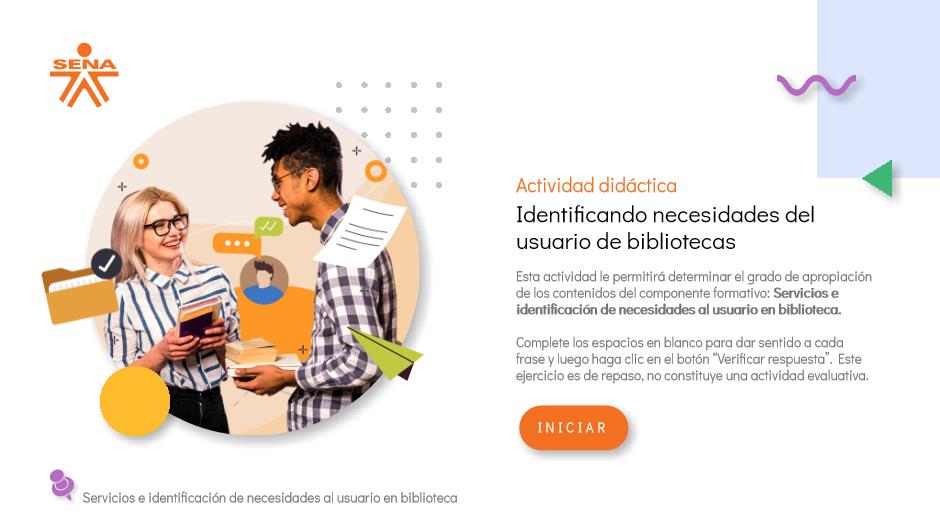 SENA
Actividad didáctica
Identificando necesidades del
usuario de bibliotecas
Esta actividad le permitirá determinar el grado de apropiación
de los contenidos del componente formativo: Servicios e
identificación de necesidades al usuario en biblioteca.
Complete los espacios en blanco para dar sentido a cada
frase y luego haga clic en el botón “Verificar respuesta”. Este
ejercicio es de repaso, no constituye una actividad evaluativa.
INICIAR
Servicios e identificación de necesidades al usuario en biblioteca